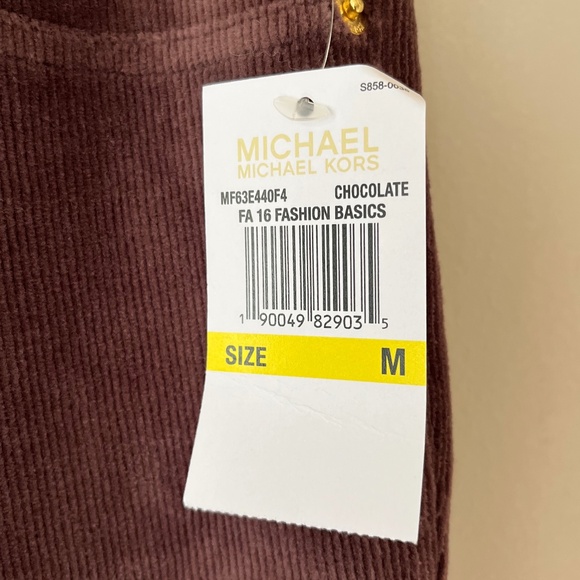 MICHAEL
MICHAEL KORS
MF63E440F4 CHOCOLATE
FA 16 FASHION BASICS
1 90049 82903 5
SIZE M